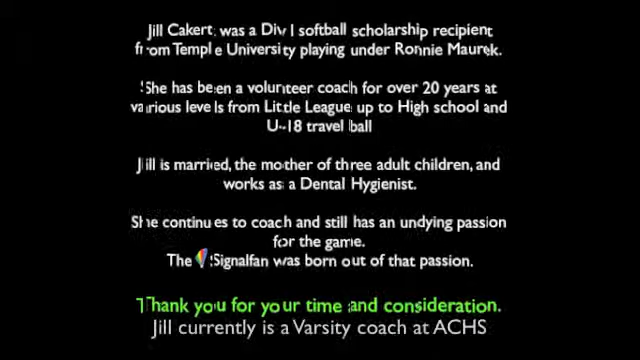 Jill Cakert was a Div I softball scholarship recipient
from Temple University playing under Ronnie Maurek.
She has been a volunteer coach for over 20 years at
various levels from Little League up to High school and
U-18 travel ball
Jill is married, the mother of three adult children, and
works as a Dental Hygienist.
She continues to coach and still has an undying passion
for the game.
The Signalfan was born out of that passion.
Thank you for your time and consideration.
Jill currently is a Varsity coach at ACHS